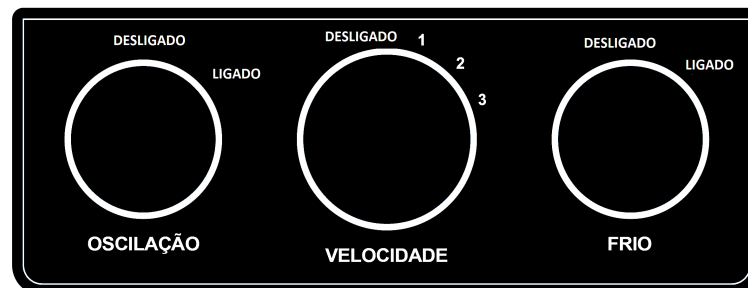 DESLIGADO
LIGADO
OSCILAÇÃO
DESLIGADO
1
2
3
VELOCIDADE
DESLIGADO
LIGADO
FRIO